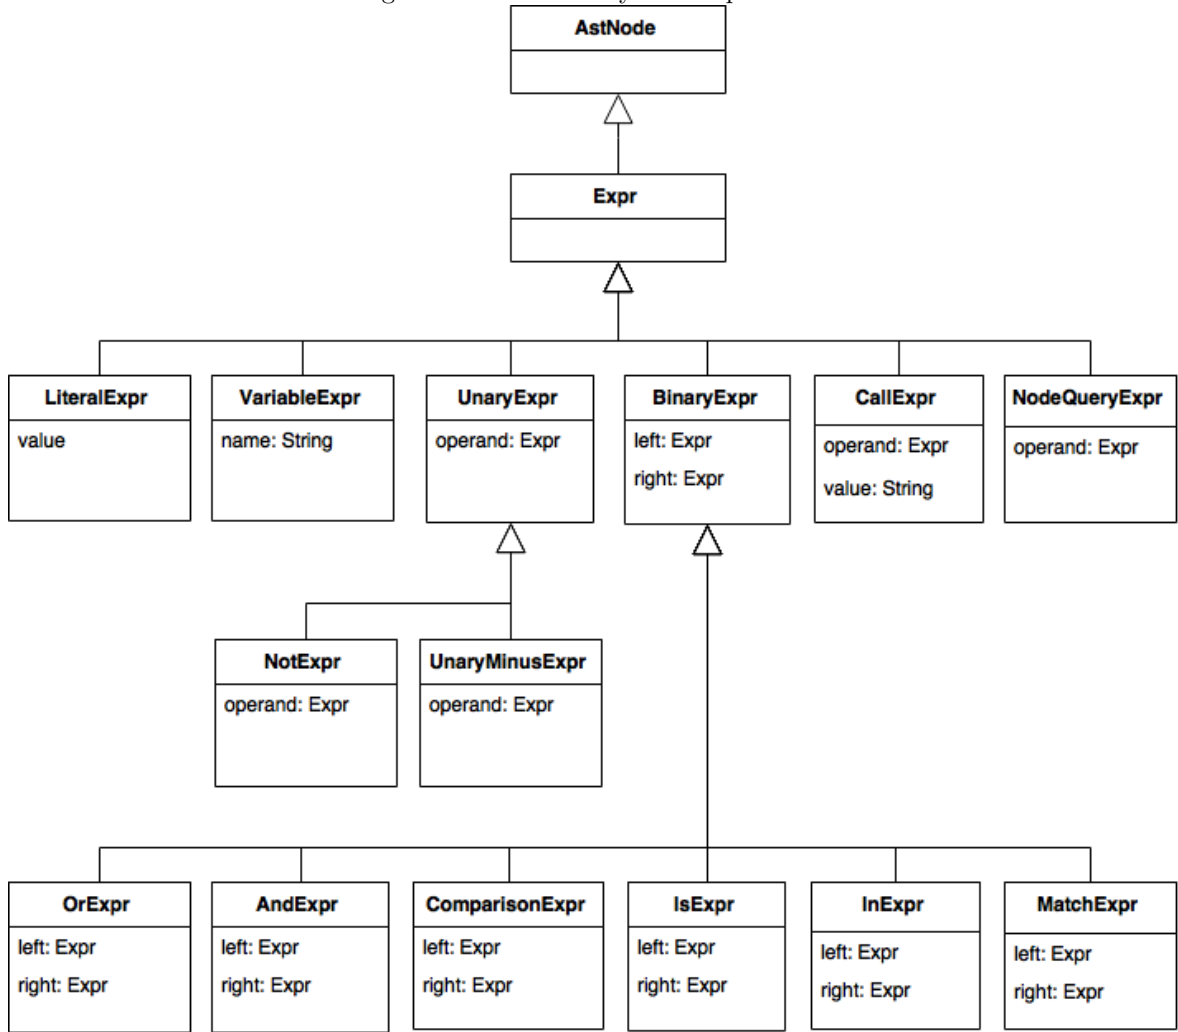 AstNode
Expr
LiteralExpr
value
VariableExpr
name: String
UnaryExpr
operand: Expr
BinaryExpr
left: Expr
right: Expr
CallExpr
operand: Expr
value: String
NodeQueryExpr
operand: Expr
NotExpr
operand: Expr
UnaryMinusExpr
operand: Expr
OrExpr
left: Expr
right: Expr
AndExpr
left: Expr
right: Expr
ComparisonExpr
left: Expr
right: Expr
IsExpr
left: Expr
right: Expr
InExpr
left: Expr
right: Expr
MatchExpr
left: Expr
right: Expr